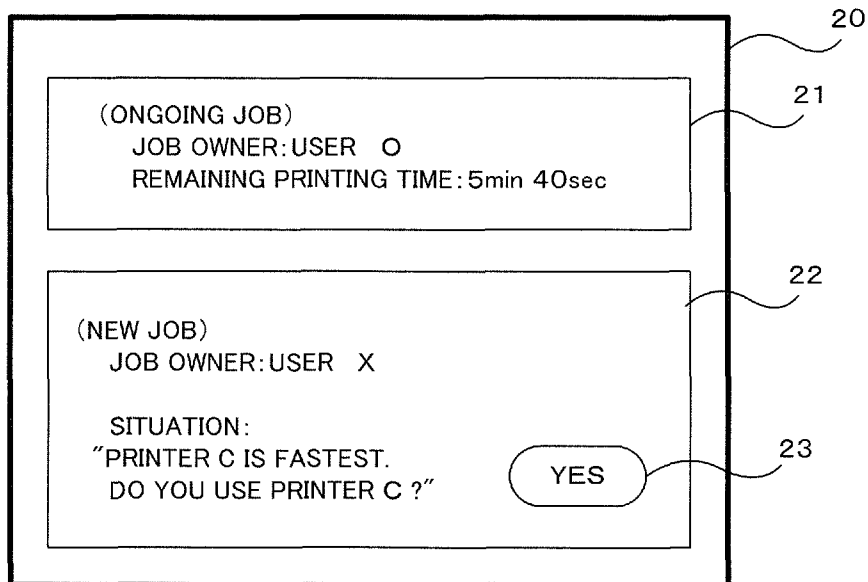 20
21
(ONGOING JOB)
JOB OWNER:USER O
REMAINING PRINTING TIME:5min 40sec
22
(NEW JOB)
JOB OWNER:USER X
SITUATION:
"PRINTER C IS FASTEST.
DO YOU USE PRINTER C ?"
YES
23